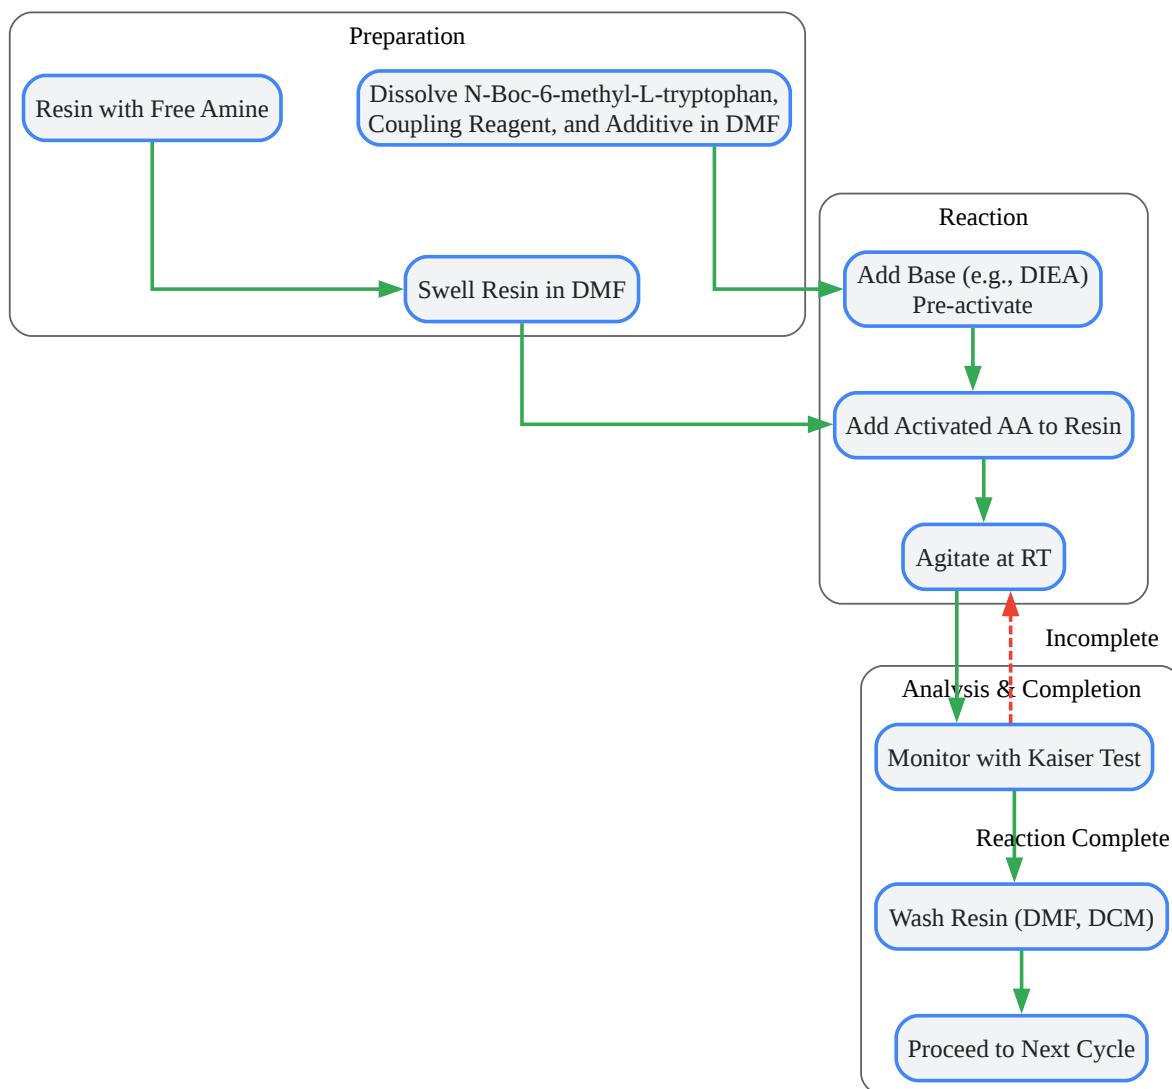 Preparation
Resin with Free Amine
Dissolve N-Boc-6-methyl-L-tryptophan,
Coupling Reagent, and Additive in DMF
Swell Resin in DMF
Reaction
Add Base (e.g., DIEA)
Pre-activate
Add Activated AA to Resin
Agitate at RT
Incomplete
Analysis & Completion
Monitor with Kaiser Test
Reaction Complete
Wash Resin (DMF, DCM)
Proceed to Next Cycle